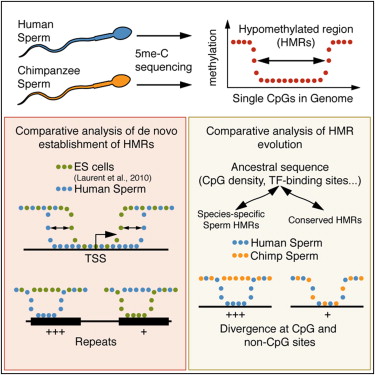 Human
Sperm
Chimpanzee
Sperm
5me-C
sequencing
methylation
Hypomethylated region
(HMRs)
Single CpGs in Genome
Comparative analysis of de novo
establishment of HMRs
ES cells
(Laurent et al., 2010)
Human Sperm
TSS
+++
+
Repeats
Comparative analysis of HMR
evolution
Ancestral sequence
(CpG density, TF-binding sites...)
Species-specific
Sperm HMRs
Conserved HMRs
Human Sperm
Chimp Sperm
+++
+
Divergence at CpG and
non-CpG sites